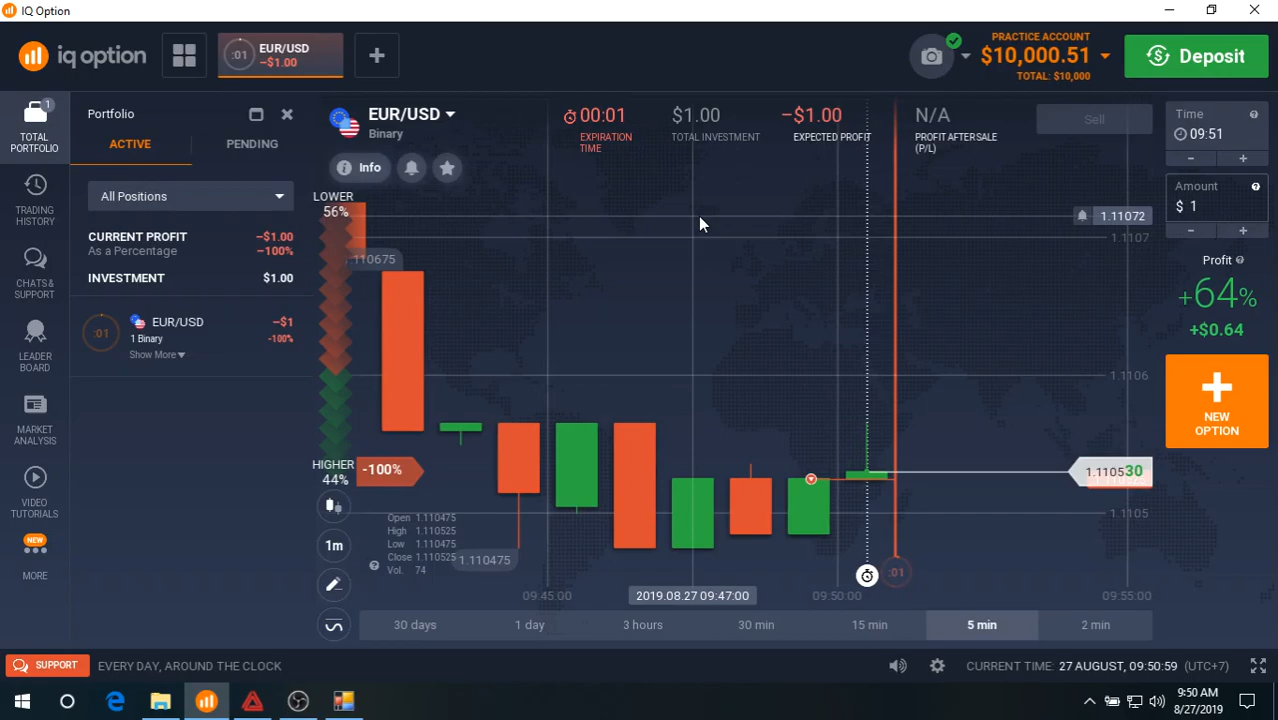 IQ Option
iq option
:01
EUR/USD
–$1.00
PRACTICE ACCOUNT
$10,000.51
TOTAL: $10,000
Deposit
1
TOTAL
PORTFOLIO
TRADING
HISTORY
CHATS &
SUPPORT
LEADER
BOARD
MARKET
ANALYSIS
VIDEO
TUTORIALS
NEW
MORE
Portfolio
ACTIVE
PENDING
All Positions
CURRENT PROFIT –$1.00
As a Percentage –100%
INVESTMENT $1.00
:01
EUR/USD –$1
1 Binary -100%
Show More
EUR/USD
Binary
Info
00:01
EXPIRATION
TIME
$1.00
TOTAL INVESTMENT
–$1.00
EXPECTED PROFIT
N/A
PROFIT AFTER SALE
(P/L)
Sell
LOWER
56%
1.110675
HIGHER
44%
-100%
1m
Open 1.110475
High 1.110525
Low 1.110475
Close 1.110525
Vol. 74
1.110475
1.11072
1.1107
1.1106
1.110530
1.1105
:01
09:45:00
2019.08.27 09:47:00
09:50:00
09:55:00
30 days
1 day
3 hours
30 min
15 min
5 min
2 min
Time
09:51
Amount
$ 1
Profit
+64%
+$0.64
NEW
OPTION
SUPPORT
EVERY DAY, AROUND THE CLOCK
CURRENT TIME: 27 AUGUST, 09:50:59 (UTC+7)
9:50 AM
8/27/2019